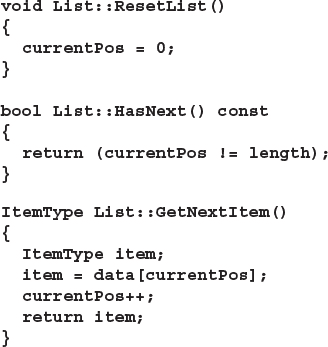 void List::ResetList()
{
  currentPos = 0;
}

bool List::HasNext() const
{
  return (currentPos != length);
}

ItemType List::GetNextItem()
{
  ItemType item;
  item = data[currentPos];
  currentPos++;
  return item;
}